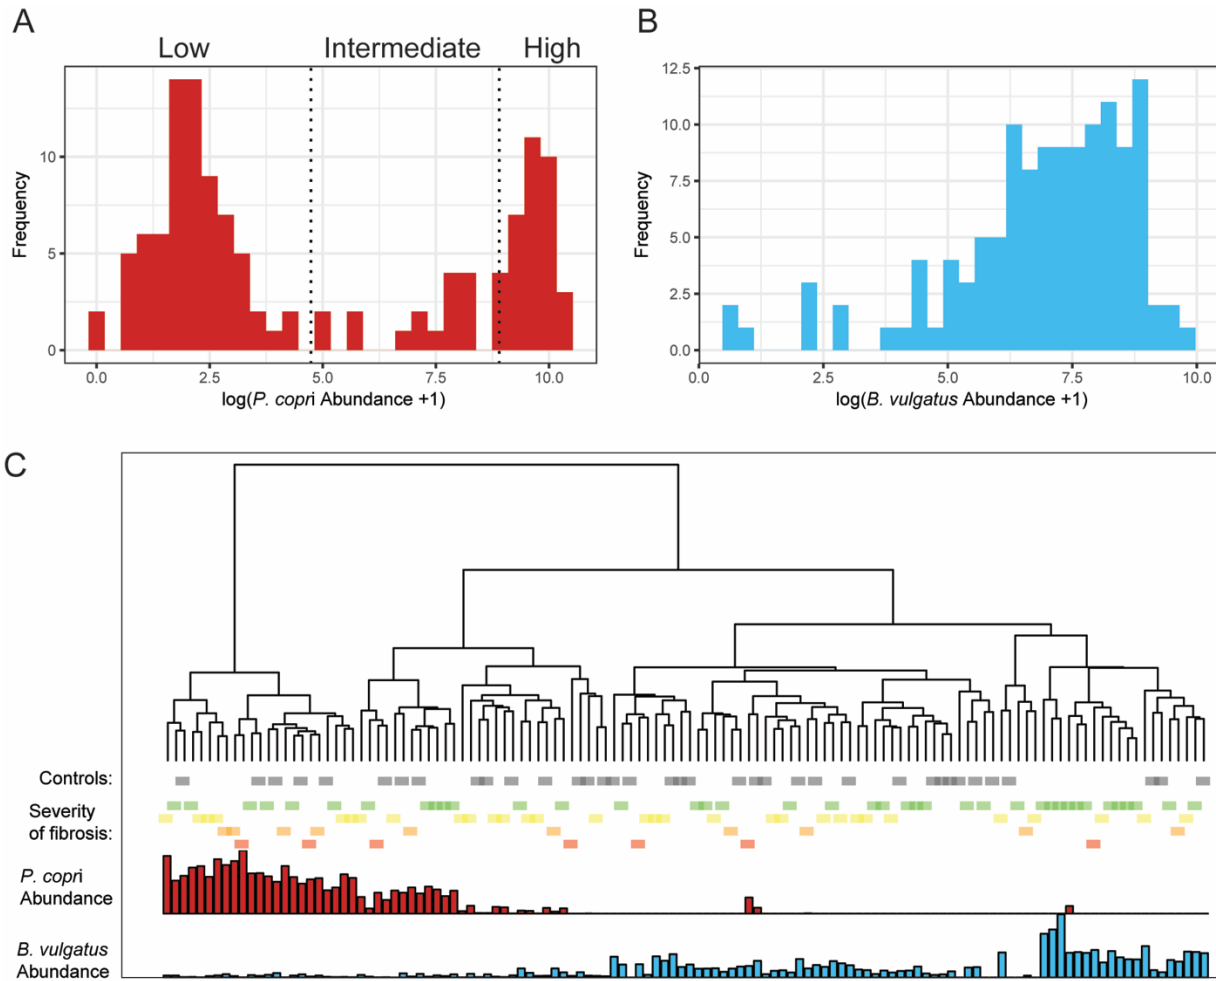 A
B
Low Intermediate High
10
5
0
Frequency
0.0 2.5 5.0 7.5 10.0
log(P. copri Abundance +1)
12.5
10.0
7.5
5.0
2.5
0.0
Frequency
0.0 2.5 5.0 7.5 10.0
log(B. vulgatus Abundance +1)
C
Controls:
Severity
of fibrosis:
P. copri
Abundance
B. vulgatus
Abundance